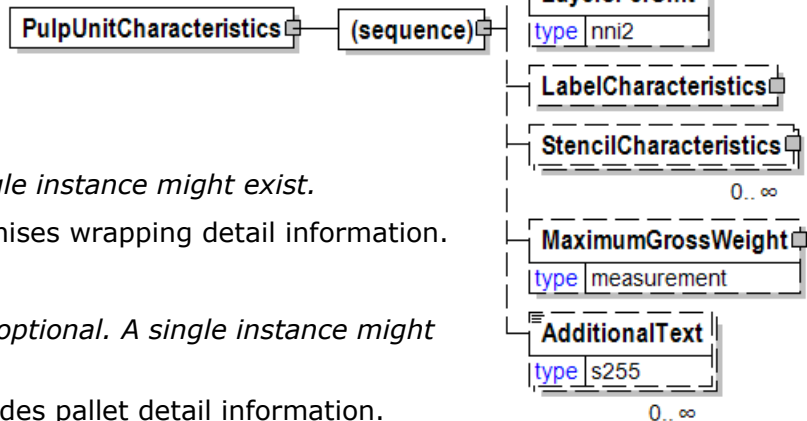 PulpUnitCharacteristics
(sequence)
type nni2
LabelCharacteristics
StencilCharacteristics
0.. ∞
MaximumGrossWeight
type measurement
AdditionalText
type s255
0.. ∞
gle instance might exist.
nises wrapping detail information.
optional. A single instance might
des pallet detail information.